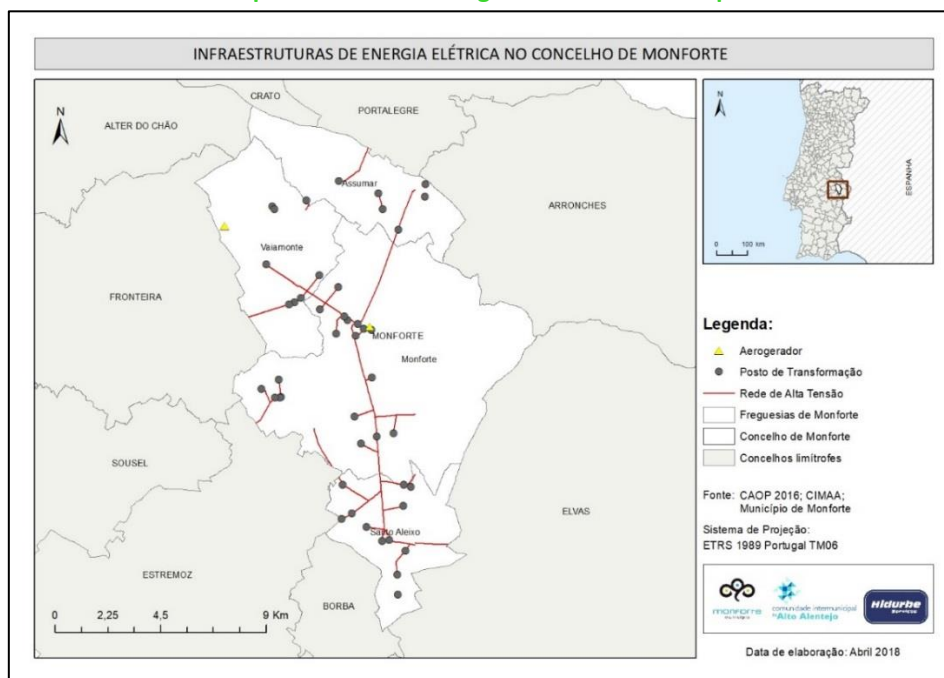 INFRAESTRUTURAS DE ENERGIA ELÉTRICA NO CONCELHO DE MONFORTE
N
CRATO
PORTALEGRE
ALTER DO CHÃO
Assumar
ARRONCHES
Vaiamonte
FRONTEIRA
MONFORTE
Monforte
SOUSEL
ELVAS
Santo Aleixo
ESTREMOZ
BORBA
0 2,25 4,5 9 Km
N
ESPANHA
0 100 km
Legenda:
Aerogerador
Posto de Transformação
Rede de Alta Tensão
Freguesias de Monforte
Concelho de Monforte
Concelhos limítrofes
Fonte: CAOP 2016; CIMAA;
Município de Monforte
Sistema de Projeção:
ETRS 1989 Portugal TM06
monforte
município
comunidade intermunicipal
do Alto Alentejo
Hidurbe
Serviços
Data de elaboração: Abril 2018